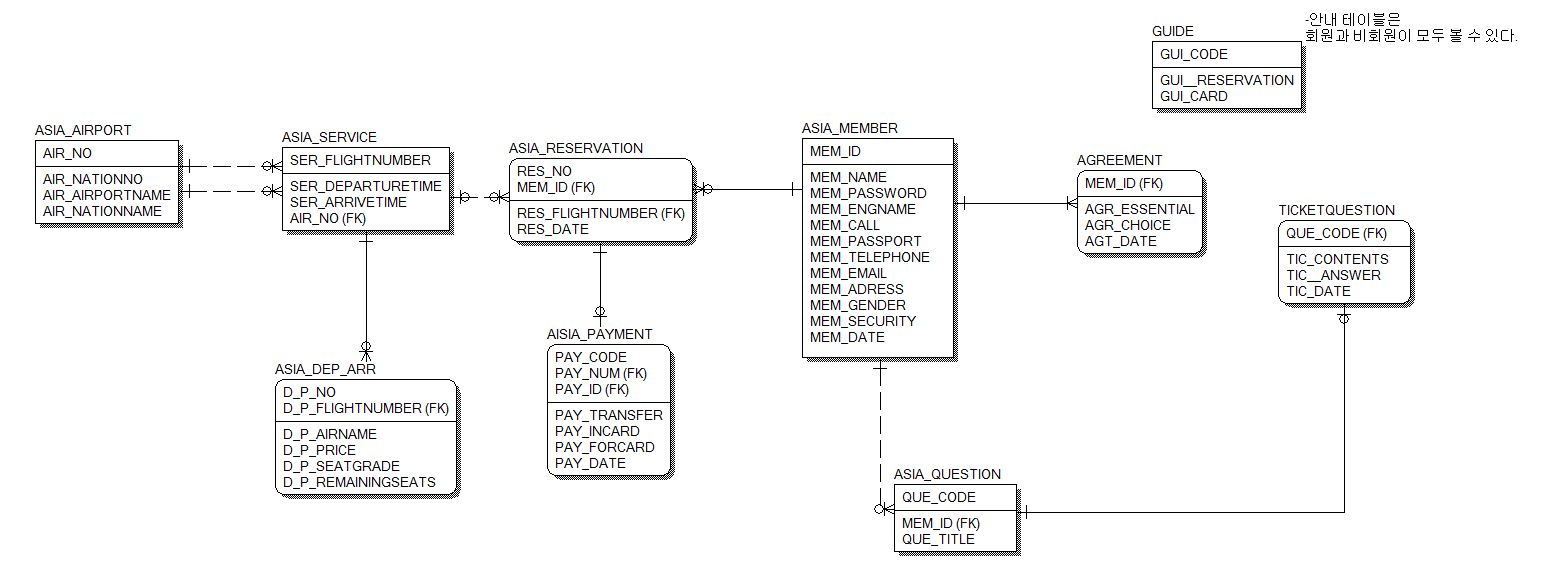 GUIDE
GUI_CODE
GUI__RESERVATION
GUI_CARD
-안내 테이블은
회원과 비회원이 모두 볼 수 있다.
ASIA_AIRPORT
AIR_NO
AIR_NATIONNO
AIR_AIRPORTNAME
AIR_NATIONNAME
ASIA_SERVICE
SER_FLIGHTNUMBER
SER_DEPARTURETIME
SER_ARRIVETIME
AIR_NO (FK)
ASIA_RESERVATION
RES_NO
MEM_ID (FK)
RES_FLIGHTNUMBER (FK)
RES_DATE
ASIA_MEMBER
MEM_ID
MEM_NAME
MEM_PASSWORD
MEM_ENGNAME
MEM_CALL
MEM_PASSPORT
MEM_TELEPHONE
MEM_EMAIL
MEM_ADRESS
MEM_GENDER
MEM_SECURITY
MEM_DATE
AGREEMENT
MEM_ID (FK)
AGR_ESSENTIAL
AGR_CHOICE
AGT_DATE
TICKETQUESTION
QUE_CODE (FK)
TIC_CONTENTS
TIC__ANSWER
TIC_DATE
ASIA_DEP_ARR
D_P_NO
D_P_FLIGHTNUMBER (FK)
D_P_AIRNAME
D_P_PRICE
D_P_SEATGRADE
D_P_REMAININGSEATS
AISIA_PAYMENT
PAY_CODE
PAY_NUM (FK)
PAY_ID (FK)
PAY_TRANSFER
PAY_INCARD
PAY_FORCARD
PAY_DATE
ASIA_QUESTION
QUE_CODE
MEM_ID (FK)
QUE_TITLE